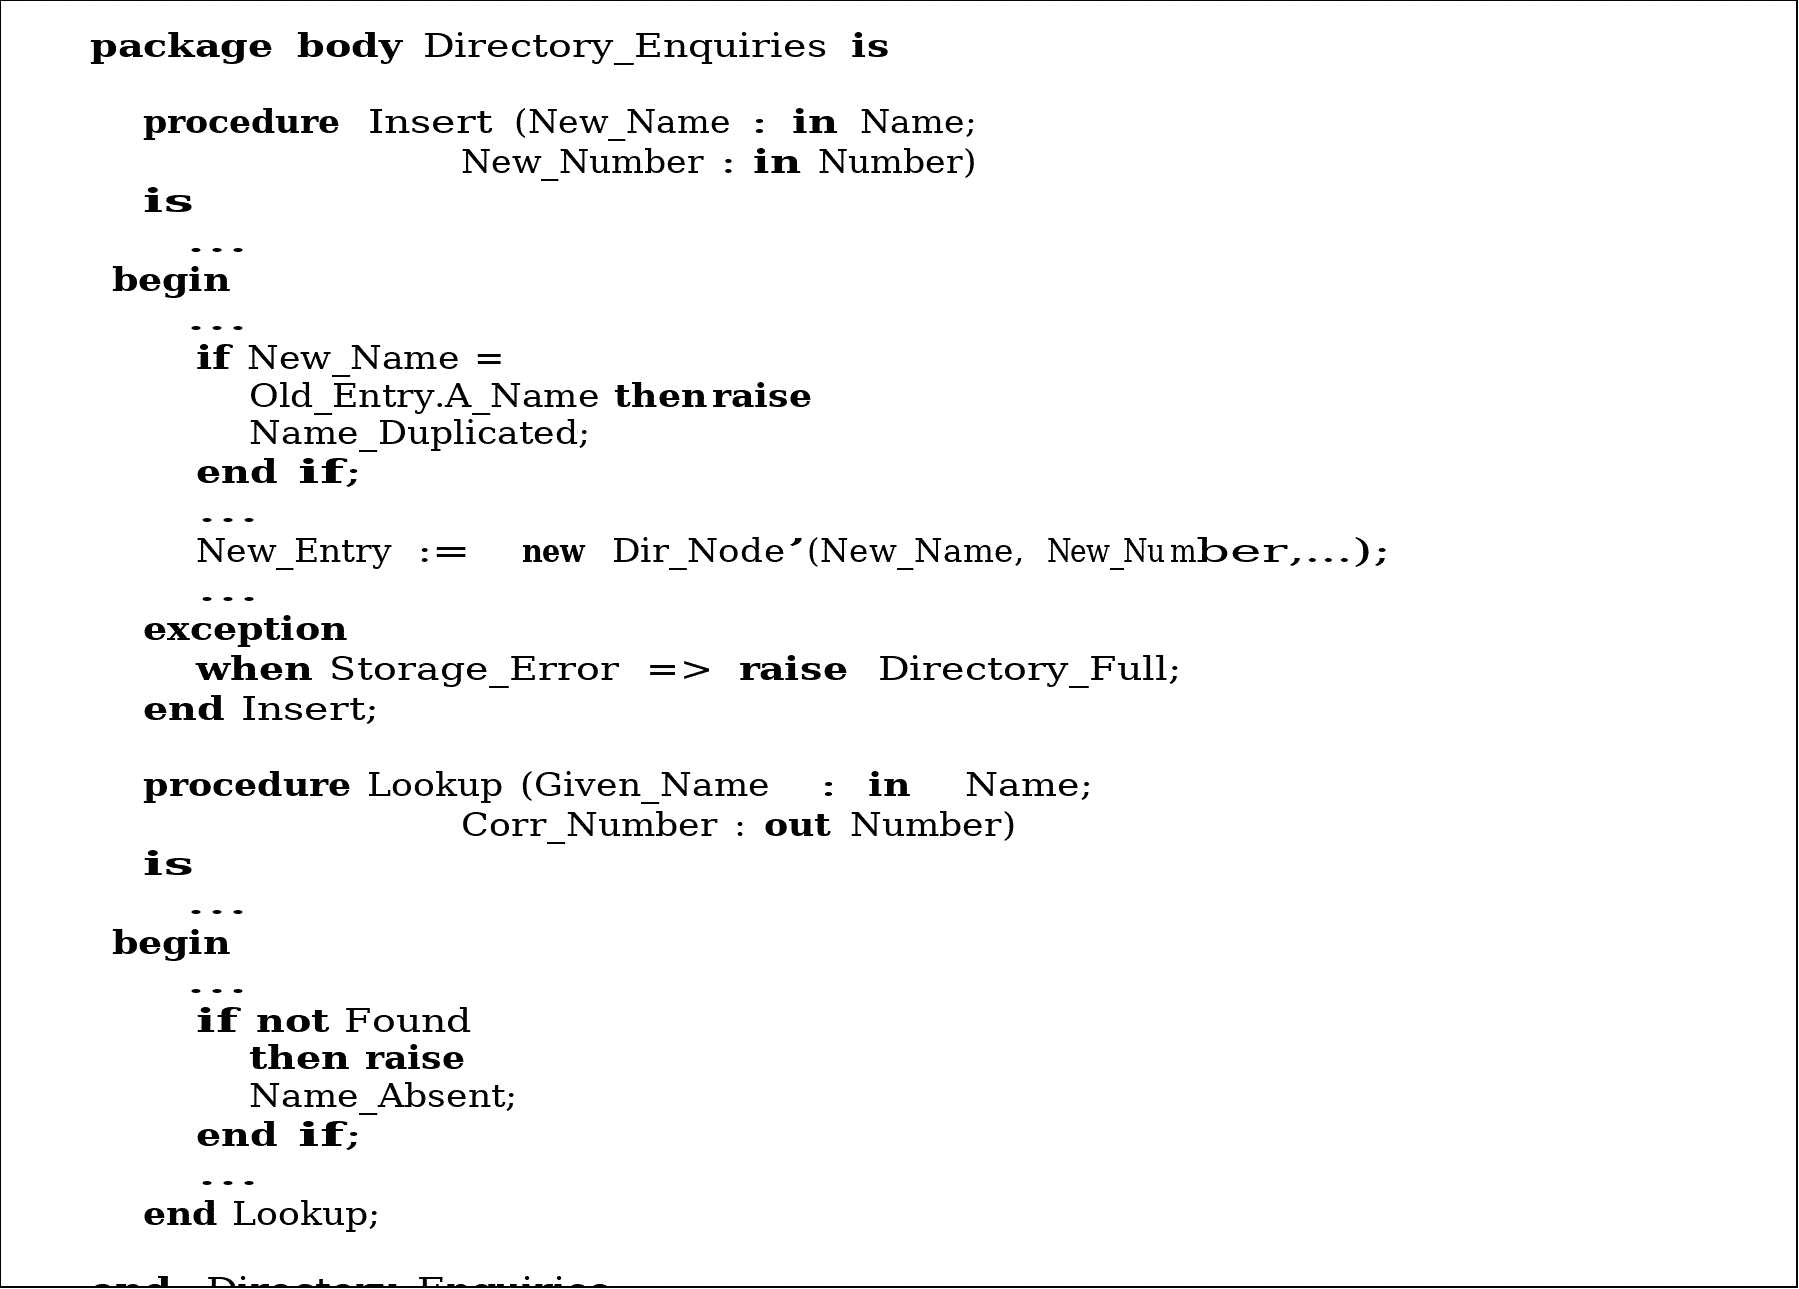 package body Directory_Enquiries is
procedure Insert (New_Name : in Name;
New_Number : in Number)
is
...
begin
...
if New_Name =
Old_Entry.A_Name then raise
Name_Duplicated;
end if;
...
New_Entry := new Dir_Node’(New_Name, New_Number,...);
...
exception
when Storage_Error => raise Directory_Full;
end Insert;
procedure Lookup (Given_Name : in Name;
Corr_Number : out Number)
is
...
begin
...
if not Found
then raise
Name_Absent;
end if;
...
end Lookup;
end Directory_Enquiries